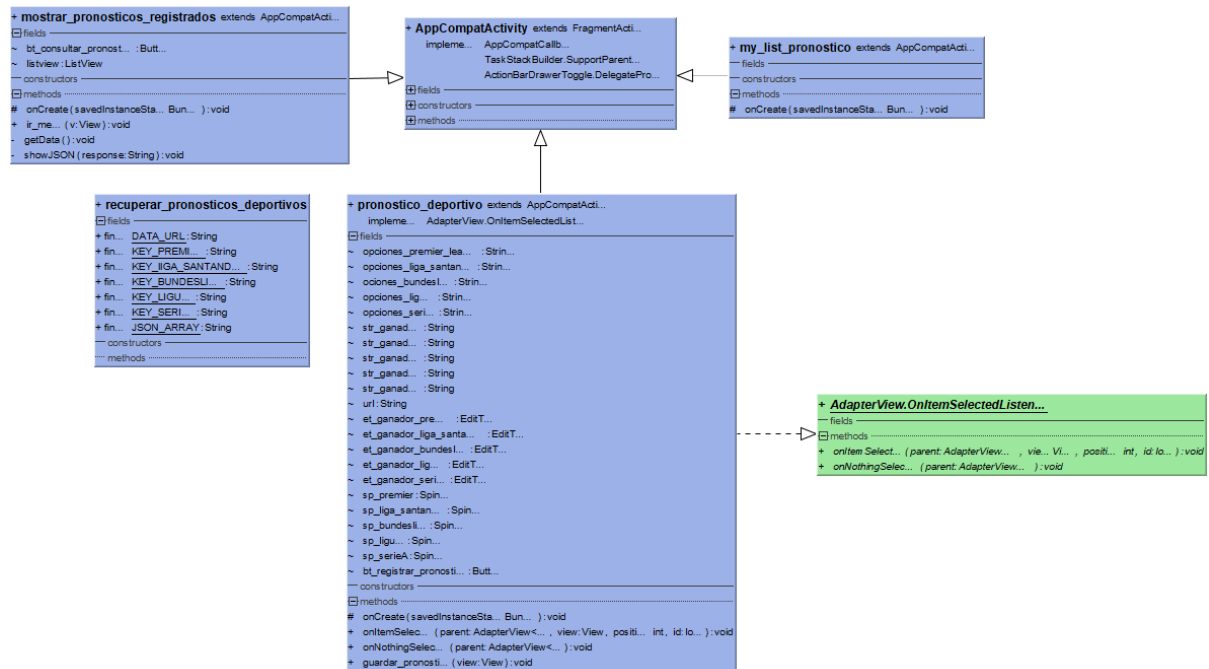 + mostrar_pronosticos_registrados extends AppCompatActi...
fields
~ bt_consultar_pronost... : Butt...
~ listview : ListView
constructors
methods
# onCreate ( savedInstanceSta... Bun... ) : void
+ ir_me... ( v: View ) : void
- getData ( ) : void
- showJSON ( response: String ) : void
+ AppCompatActivity extends FragmentActi...
impleme... AppCompatCallb...
TaskStackBuilder.SupportParent...
ActionBarDrawerToggle.DelegatePro...
fields
constructors
methods
+ my_list_pronostico extends AppCompatActi...
fields
constructors
methods
# onCreate ( savedInstanceSta... Bun... ) : void
+ recuperar_pronosticos_deportivos
fields
+ fin... DATA_URL : String
+ fin... KEY_PREMI... : String
+ fin... KEY_lIGA_SANTAND... : String
+ fin... KEY_BUNDESLI... : String
+ fin... KEY_LIGU... : String
+ fin... KEY_SERI... : String
+ fin... JSON_ARRAY : String
constructors
methods
+ pronostico_deportivo extends AppCompatActi...
impleme... AdapterView.OnItemSelectedList...
fields
~ opciones_premier_lea... : Strin...
~ opciones_liga_santan... : Strin...
~ ociones_bundesl... : Strin...
~ opciones_lig... : Strin...
~ opciones_seri... : Strin...
~ str_ganad... : String
~ str_ganad... : String
~ str_ganad... : String
~ str_ganad... : String
~ str_ganad... : String
~ url : String
~ et_ganador_pre... : EditT...
~ et_ganador_liga_santa... : EditT...
~ et_ganador_bundesl... : EditT...
~ et_ganador_lig... : EditT...
~ et_ganador_seri... : EditT...
~ sp_premier : Spin...
~ sp_liga_santan... : Spin...
~ sp_bundesli... : Spin...
~ sp_ligu... : Spin...
~ sp_serieA : Spin...
~ bt_registrar_pronosti... : Butt...
constructors
methods
# onCreate ( savedInstanceSta... Bun... ) : void
+ onItemSelec... ( parent: AdapterView<... , view: View , positi... int , id: lo... ) : void
+ onNothingSelec... ( parent: AdapterView<... ) : void
+ guardar_pronosti... ( view: View ) : void
+ AdapterView.OnItemSelectedListen...
fields
methods
+ onItem Select... ( parent: AdapterView... , vie... Vi... , positi... int , id: lo... ) : void
+ onNothingSelec... ( parent: AdapterView... ) : void